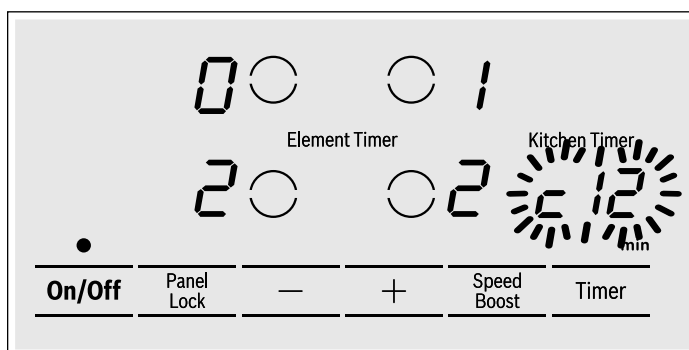 0 1
Element Timer Kitchen Timer
2 2 c12
min
On/Off Panel Lock — + Speed Boost Timer